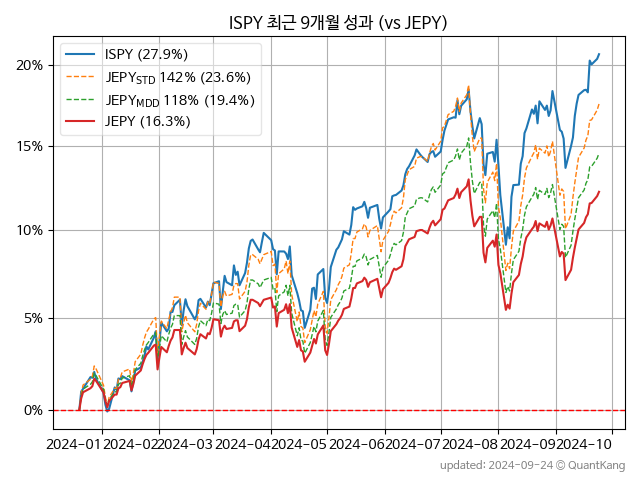 ISPY 최근 9개월 성과 (vs JEPY)
ISPY (27.9%)
JEPY_STD 142% (23.6%)
JEPY_MDD 118% (19.4%)
JEPY (16.3%)
20%
15%
10%
5%
0%
2024-01 2024-02 2024-03 2024-04 2024-05 2024-06 2024-07 2024-08 2024-09 2024-10
updated: 2024-09-24 @ QuantKang